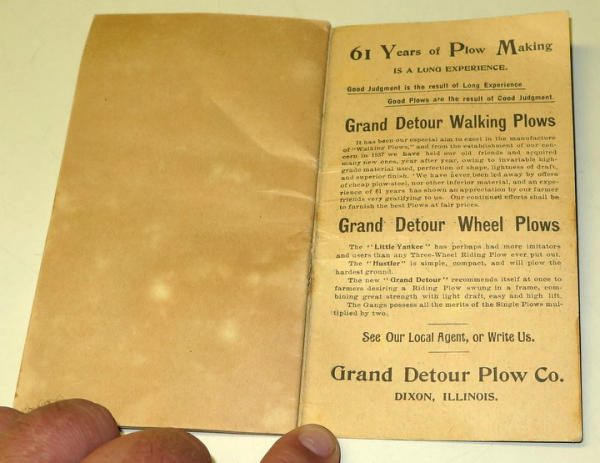 61 Years of Plow Making
IS A LONG EXPERIENCE.
Good Judgment is the result of Long Experience
Good Plows are the result of Good Judgment.
Grand Detour Walking Plows
It has been our especial aim to excel in the manufacture
of "Walking Plows," and from the establishment of our con-
cern in 1837 we have held our old friends and acquired
many new ones, year after year, owing to invariable high-
grade material used, perfection of shape, lightness of draft,
and superior finish. We have never been led away by offers
of cheap plow-steel, nor other inferior material, and an expe-
rience of 61 years has shown an appreciation by our farmer
friends very gratifying to us. Our continued efforts shall be
to furnish the best Plows at fair prices.
Grand Detour Wheel Plows
The "Little Yankee" has perhaps had more imitators
and users than any Three-Wheel Riding Plow ever put out.
The "Hustler" is simple, compact, and will plow the
hardest ground.
The new "Grand Detour" recommends itself at once to
farmers desiring a Riding Plow swung in a frame, com-
bining great strength with light draft, easy and high lift.
The Gangs possess all the merits of the Single Plows mul-
tiplied by two.
See Our Local Agent, or Write Us.
Grand Detour Plow Co.
DIXON, ILLINOIS.